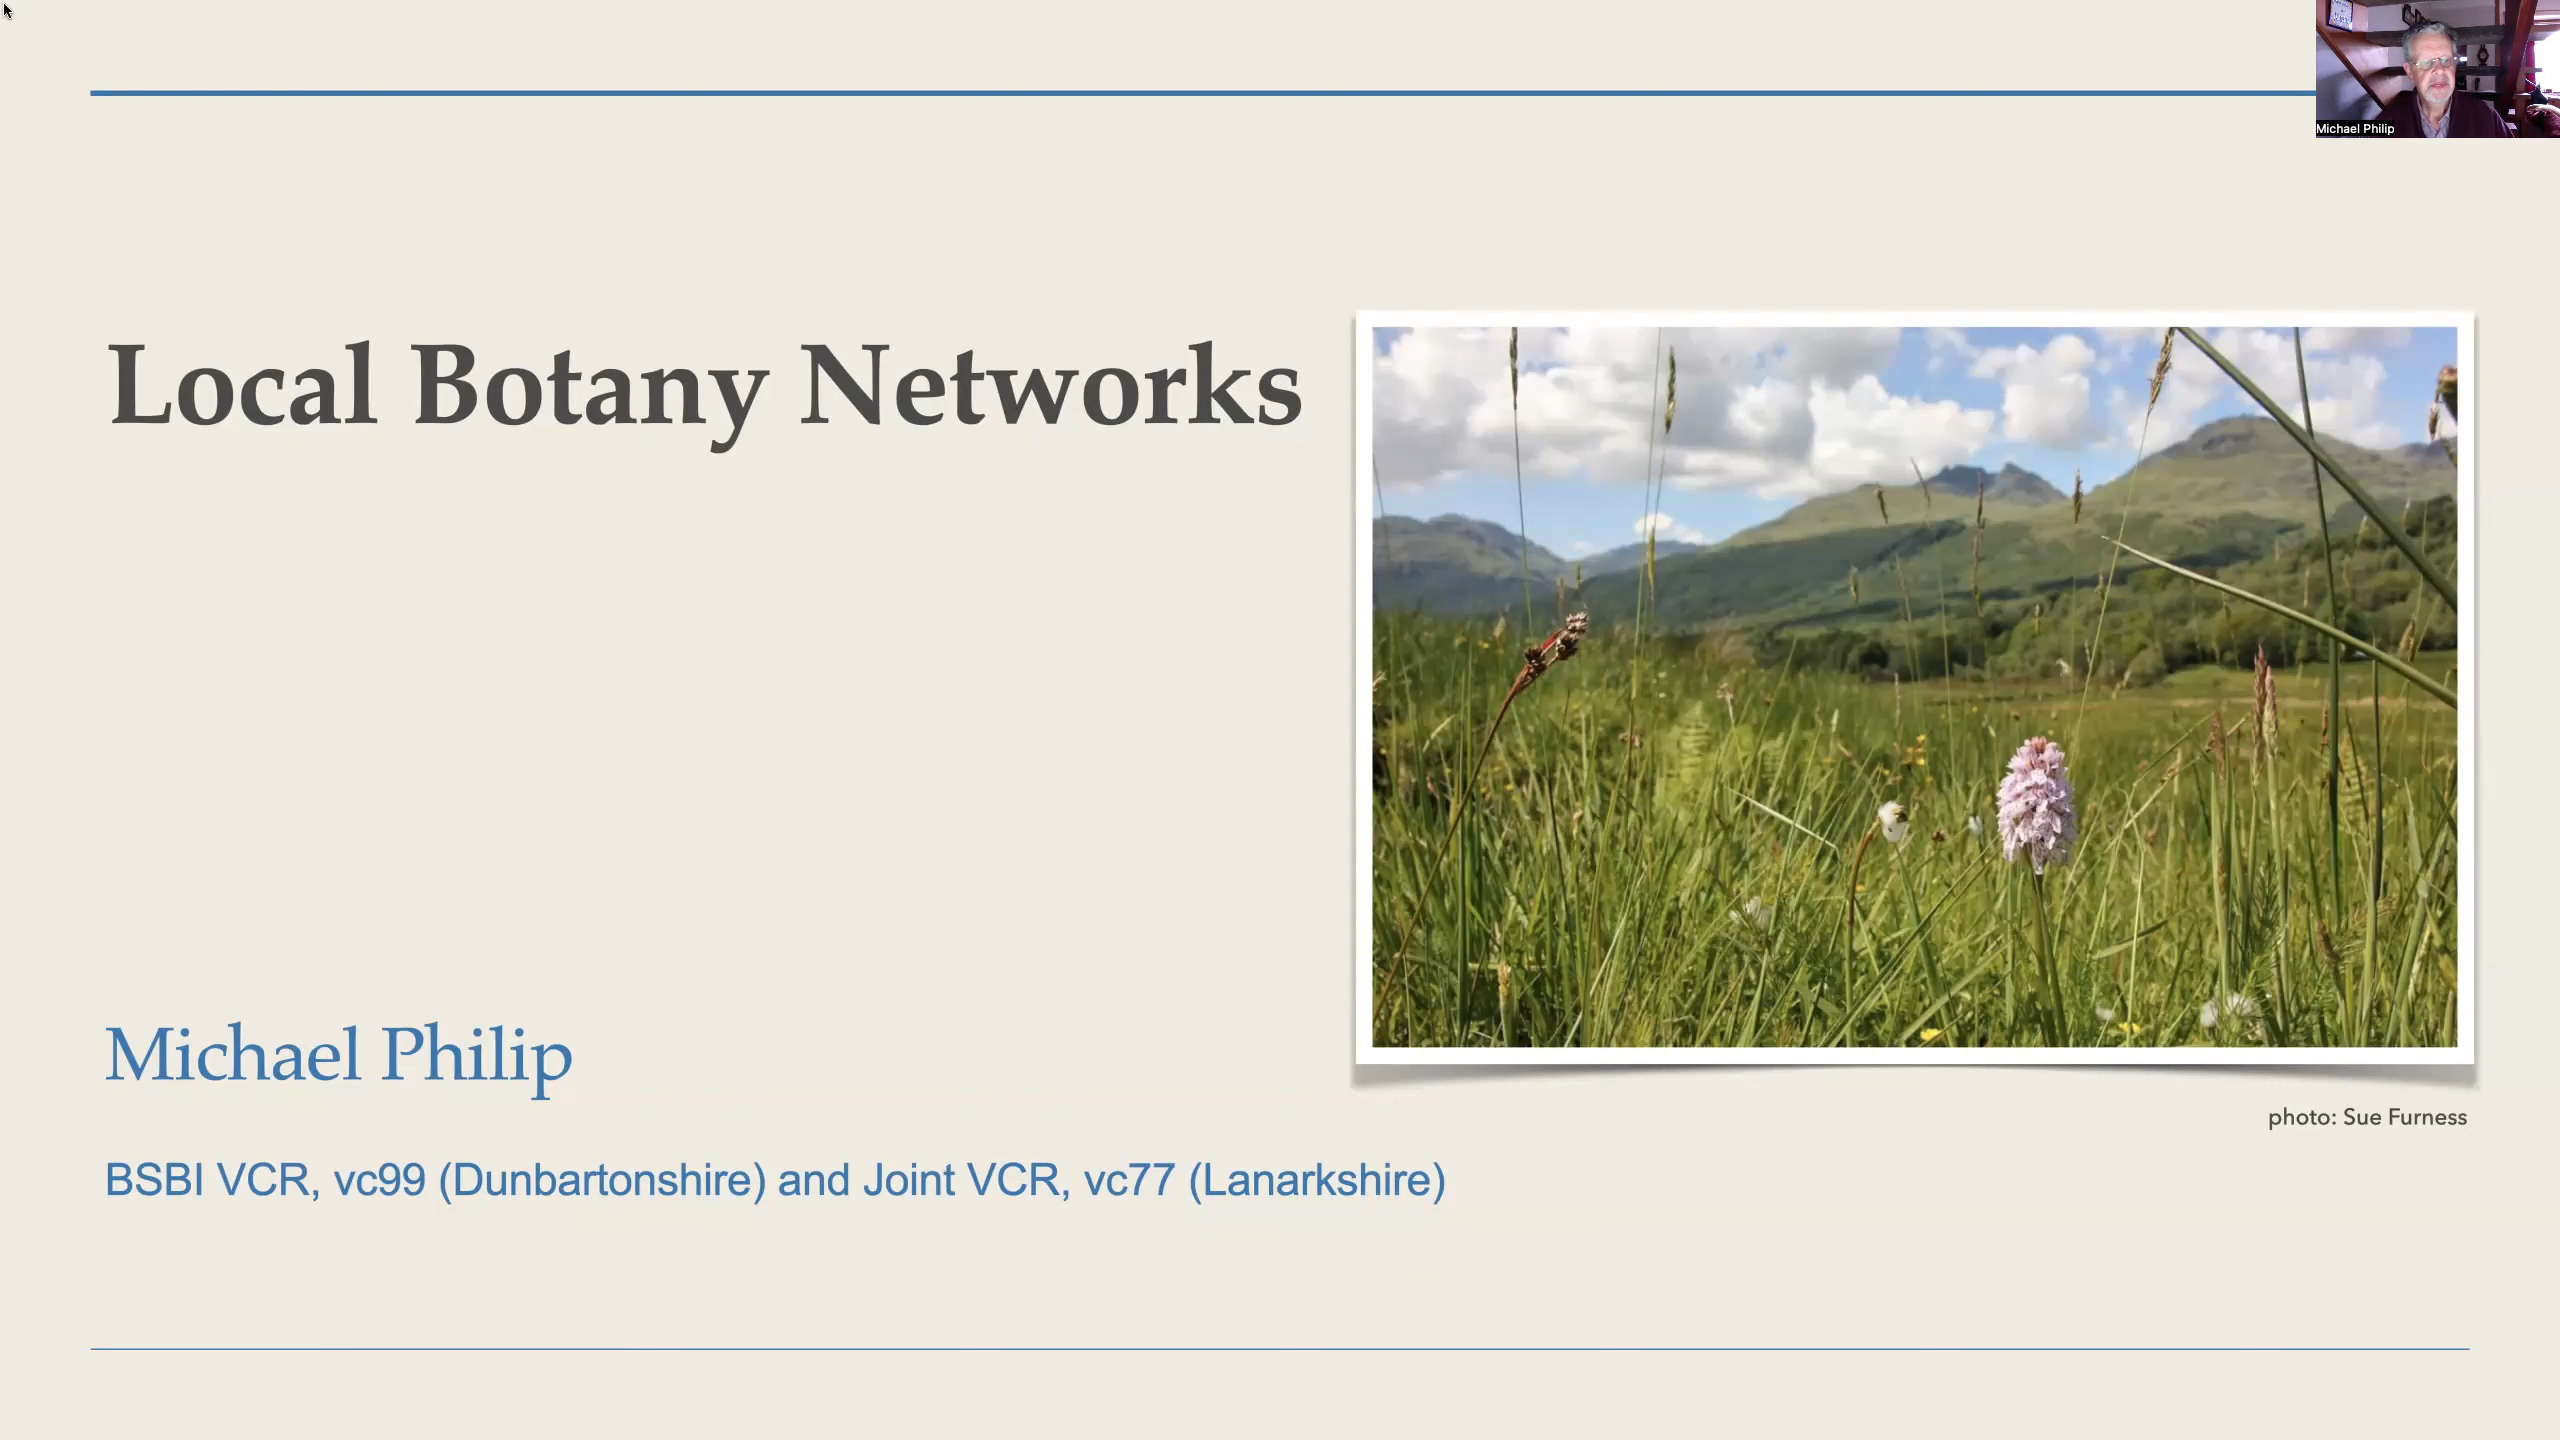 Michael Philip
Local Botany Networks
Michael Philip
photo: Sue Furness
BSBI VCR, vc99 (Dunbartonshire) and Joint VCR, vc77 (Lanarkshire)